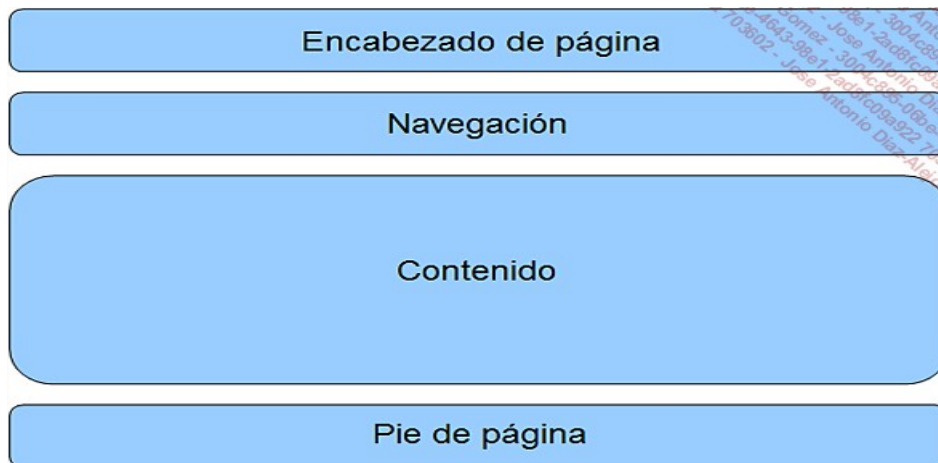 Encabezado de página
Navegación
Contenido
Pie de página